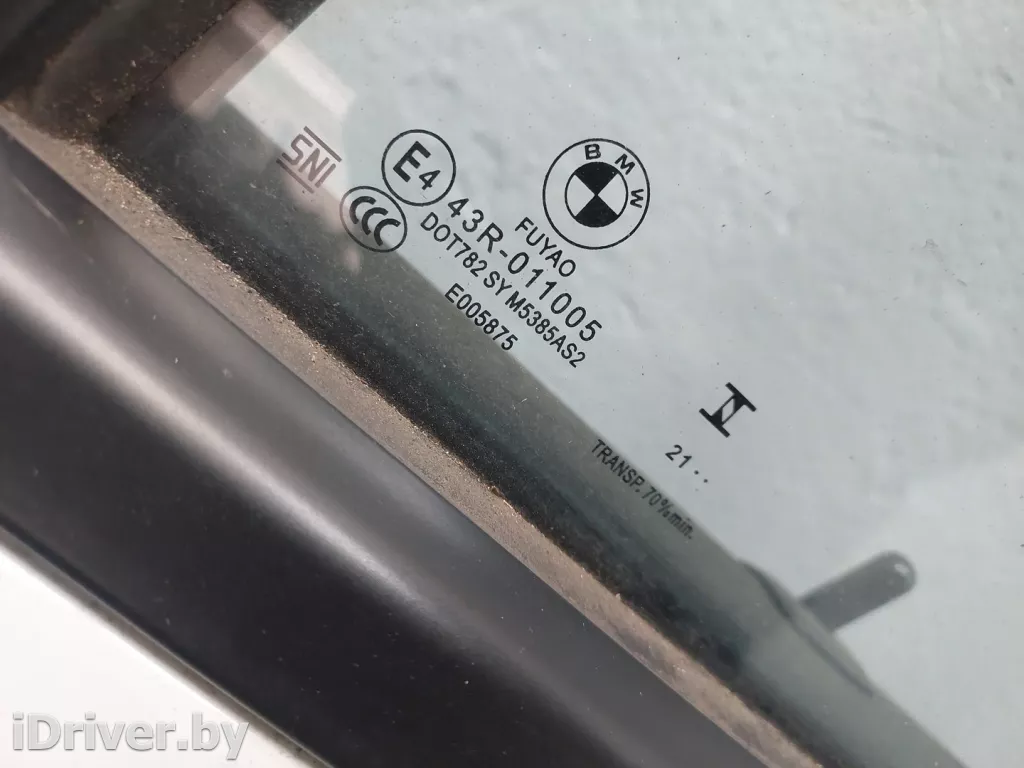 BMW
FUYAO
SNI
E4 43R-011005
CCC DOT782 SY M5385AS2
E005875
21 ..
TRANSP. 70% min.
iDriver.by